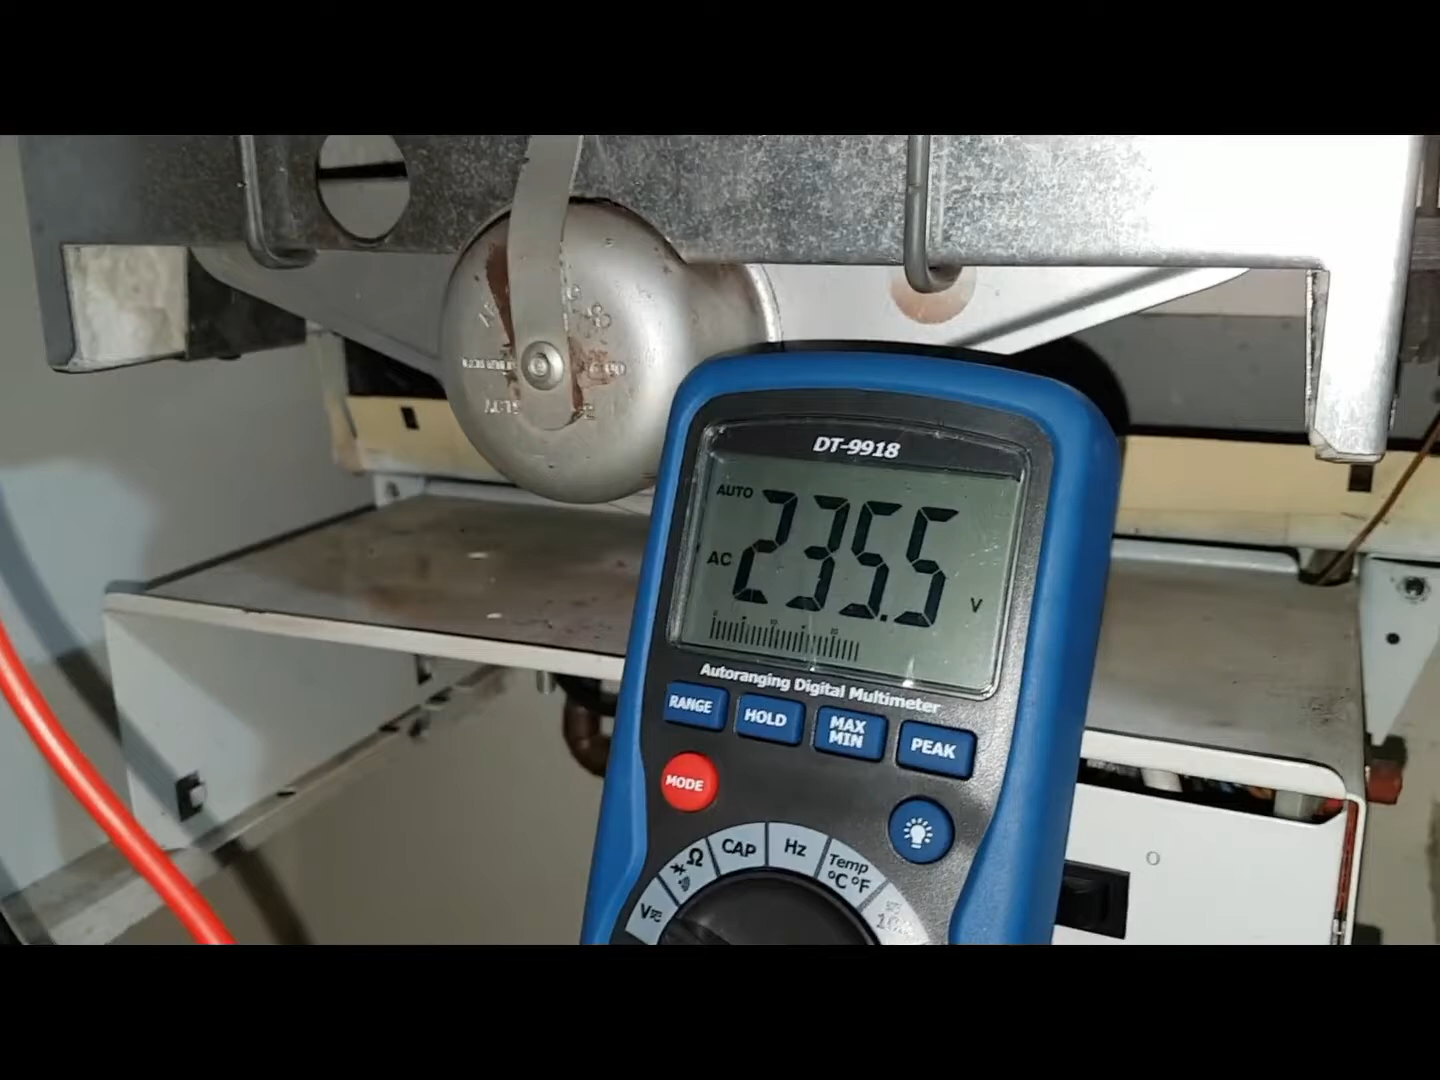 DT-9918
AUTO
AC
235.5
V
Autoranging Digital Multimeter
RANGE
HOLD
MAX
MIN
PEAK
MODE
CAP
Hz
Temp
°C °F
Ω
V